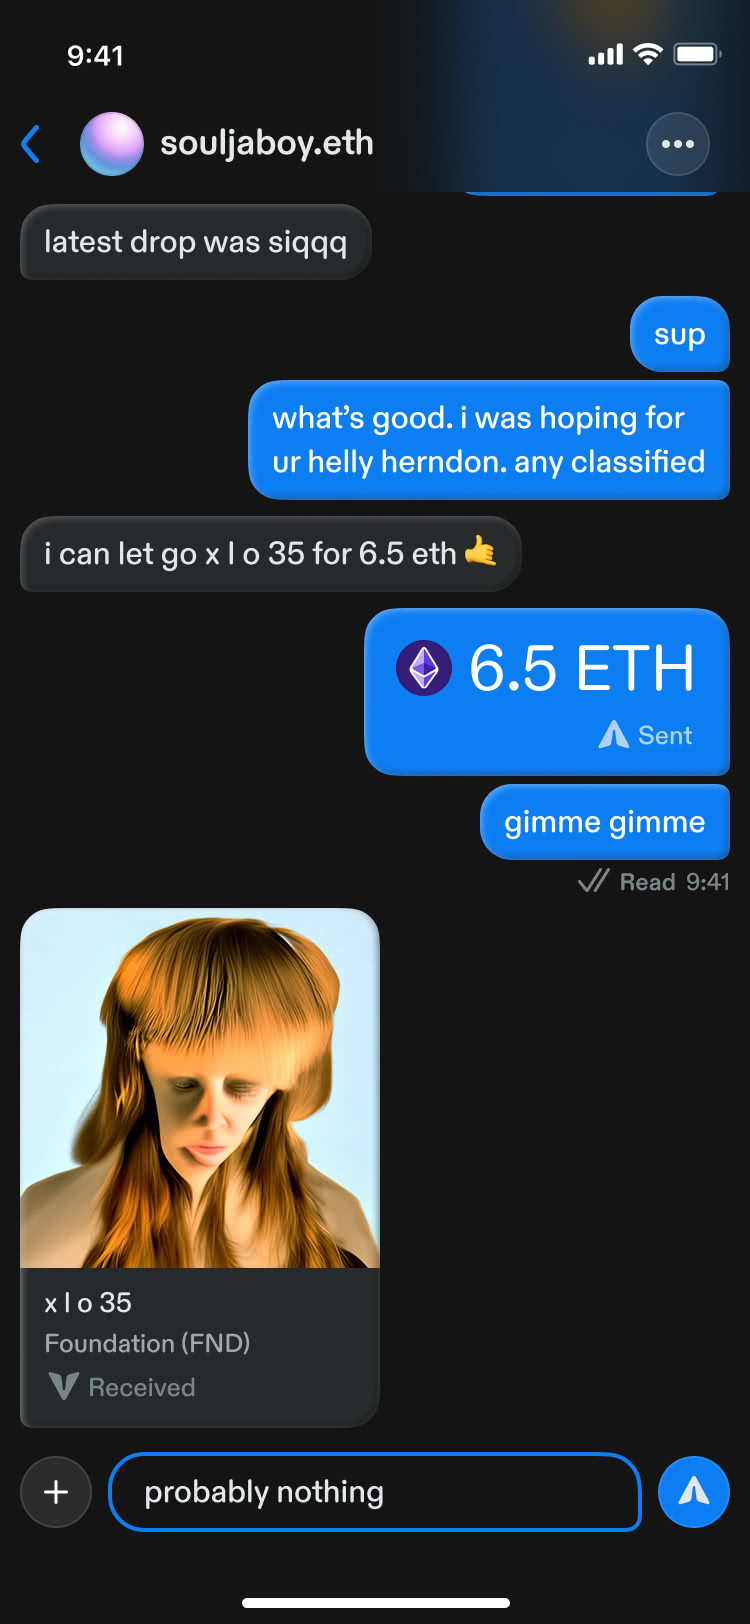 9:41
souljaboy.eth
latest drop was siqqq
sup
what’s good. i was hoping for
ur helly herndon. any classified
i can let go x l o 35 for 6.5 eth 🤙
6.5 ETH
Sent
gimme gimme
Read 9:41
x l o 35
Foundation (FND)
Received
probably nothing